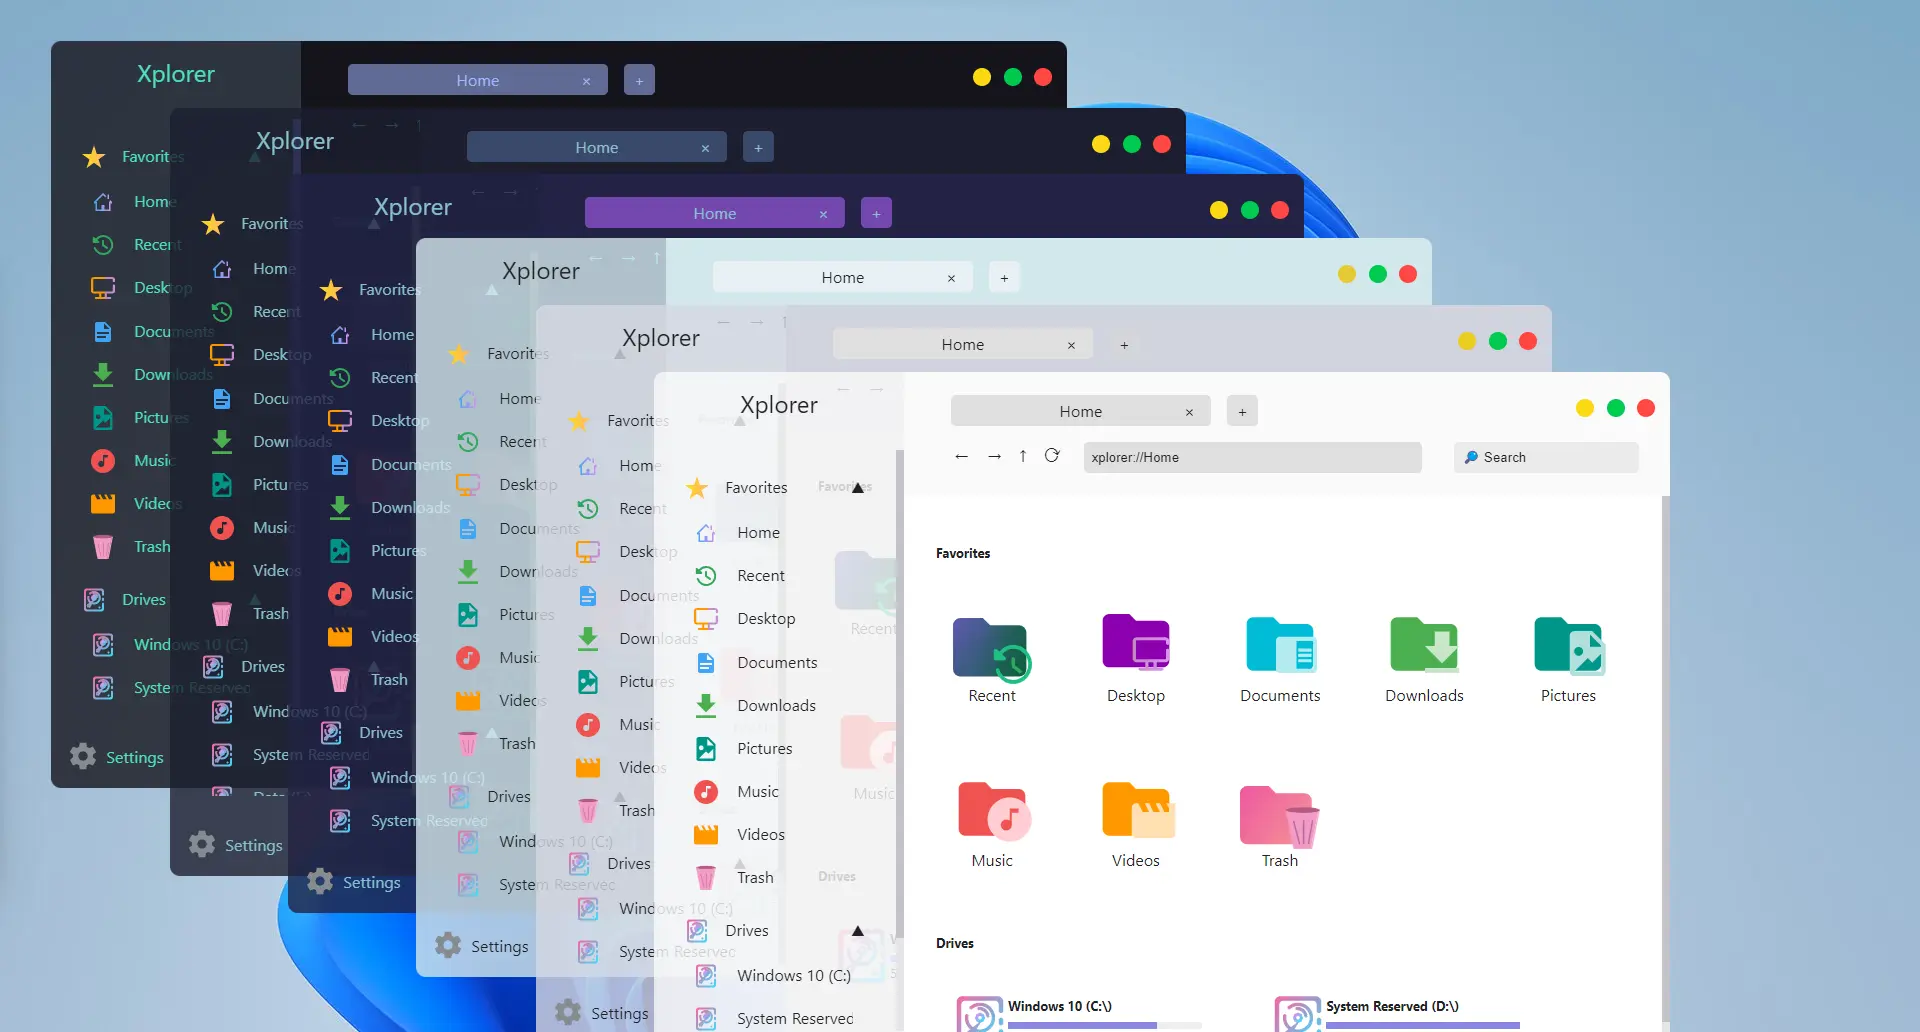 Xplorer
Home × +
Favorites
Home
Recent
Desktop
Documents
Downloads
Pictures
Music
Videos
Trash
Drives
Windows 10 (C:)
System Reserved
Settings
Xplorer
Home × +
Favorites
Home
Recent
Desktop
Documents
Downloads
Pictures
Music
Videos
Trash
Drives
Windows 10 (C:)
System Reserved
Settings
Xplorer
Home × +
Favorites
Home
Recent
Desktop
Documents
Downloads
Pictures
Music
Videos
Trash
Drives
Windows 10 (C:)
System Reserved
Settings
Xplorer
Home × +
Favorites
Home
Recent
Desktop
Documents
Downloads
Pictures
Music
Videos
Trash
Drives
Windows 10 (C:)
System Reserved
Settings
Xplorer
Home × +
Favorites
Home
Recent
Desktop
Documents
Downloads
Pictures
Music
Videos
Trash
Drives
Windows 10 (C:)
System Reserved
Settings
Xplorer
Home × +
← → ↑
xplorer://Home
Search
Favorites
Home
Recent
Desktop
Documents
Downloads
Pictures
Music
Videos
Trash
Drives
Windows 10 (C:)
System Reserved
Favorites
Recent
Music
Drives
Favorites
Recent
Desktop
Documents
Downloads
Pictures
Music
Videos
Trash
Drives
Windows 10 (C:\)
System Reserved (D:\)